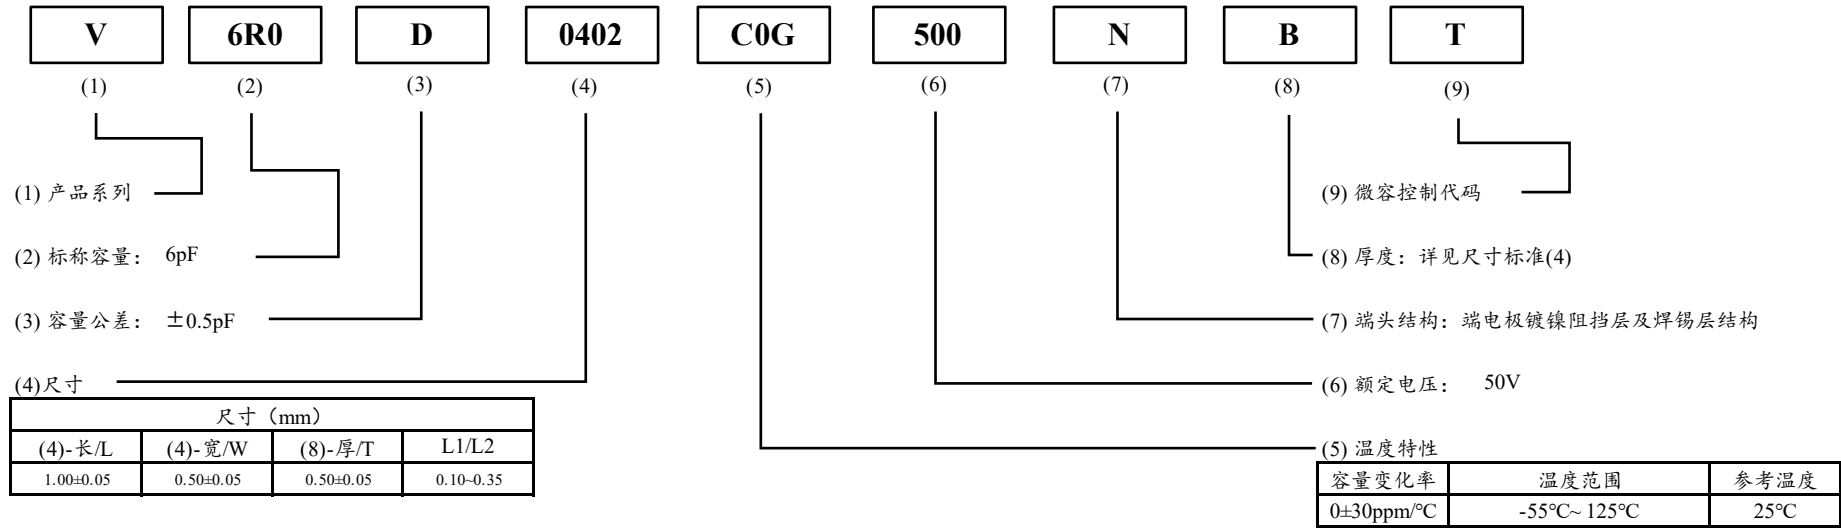 V 6R0 D 0402 C0G 500 N B T
(1) (2) (3) (4) (5) (6) (7) (8) (9)
(1) 产品系列
(9) 微容控制代码
(2) 标称容量： 6pF
(8) 厚度：详见尺寸标准(4)
(3) 容量公差： ±0.5pF
(7) 端头结构：端电极镀镍阻挡层及焊锡层结构
(4)尺寸
(6) 额定电压： 50V
尺寸（mm）
(4)-长/L (4)-宽/W (8)-厚/T L1/L2
1.00±0.05 0.50±0.05 0.50±0.05 0.10~0.35
(5) 温度特性
容量变化率 温度范围 参考温度
0±30ppm/℃ -55℃~ 125℃ 25℃